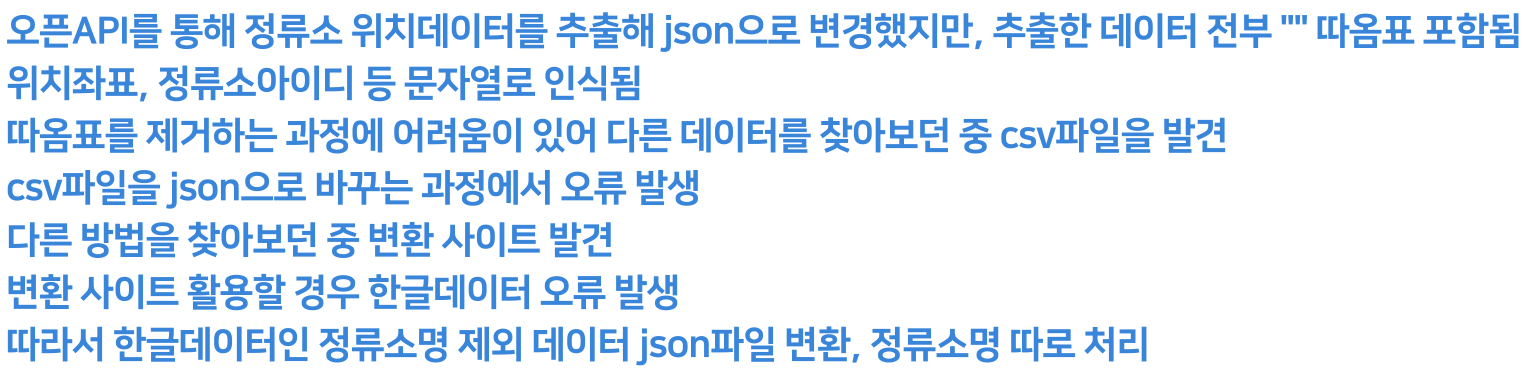 오픈API를 통해 정류소 위치데이터를 추출해 json으로 변경했지만, 추출한 데이터 전부 "" 따옴표 포함됨
위치좌표, 정류소아이디 등 문자열로 인식됨
따옴표를 제거하는 과정에 어려움이 있어 다른 데이터를 찾아보던 중 csv파일을 발견
csv파일을 json으로 바꾸는 과정에서 오류 발생
다른 방법을 찾아보던 중 변환 사이트 발견
변환 사이트 활용할 경우 한글데이터 오류 발생
따라서 한글데이터인 정류소명 제외 데이터 json파일 변환, 정류소명 따로 처리